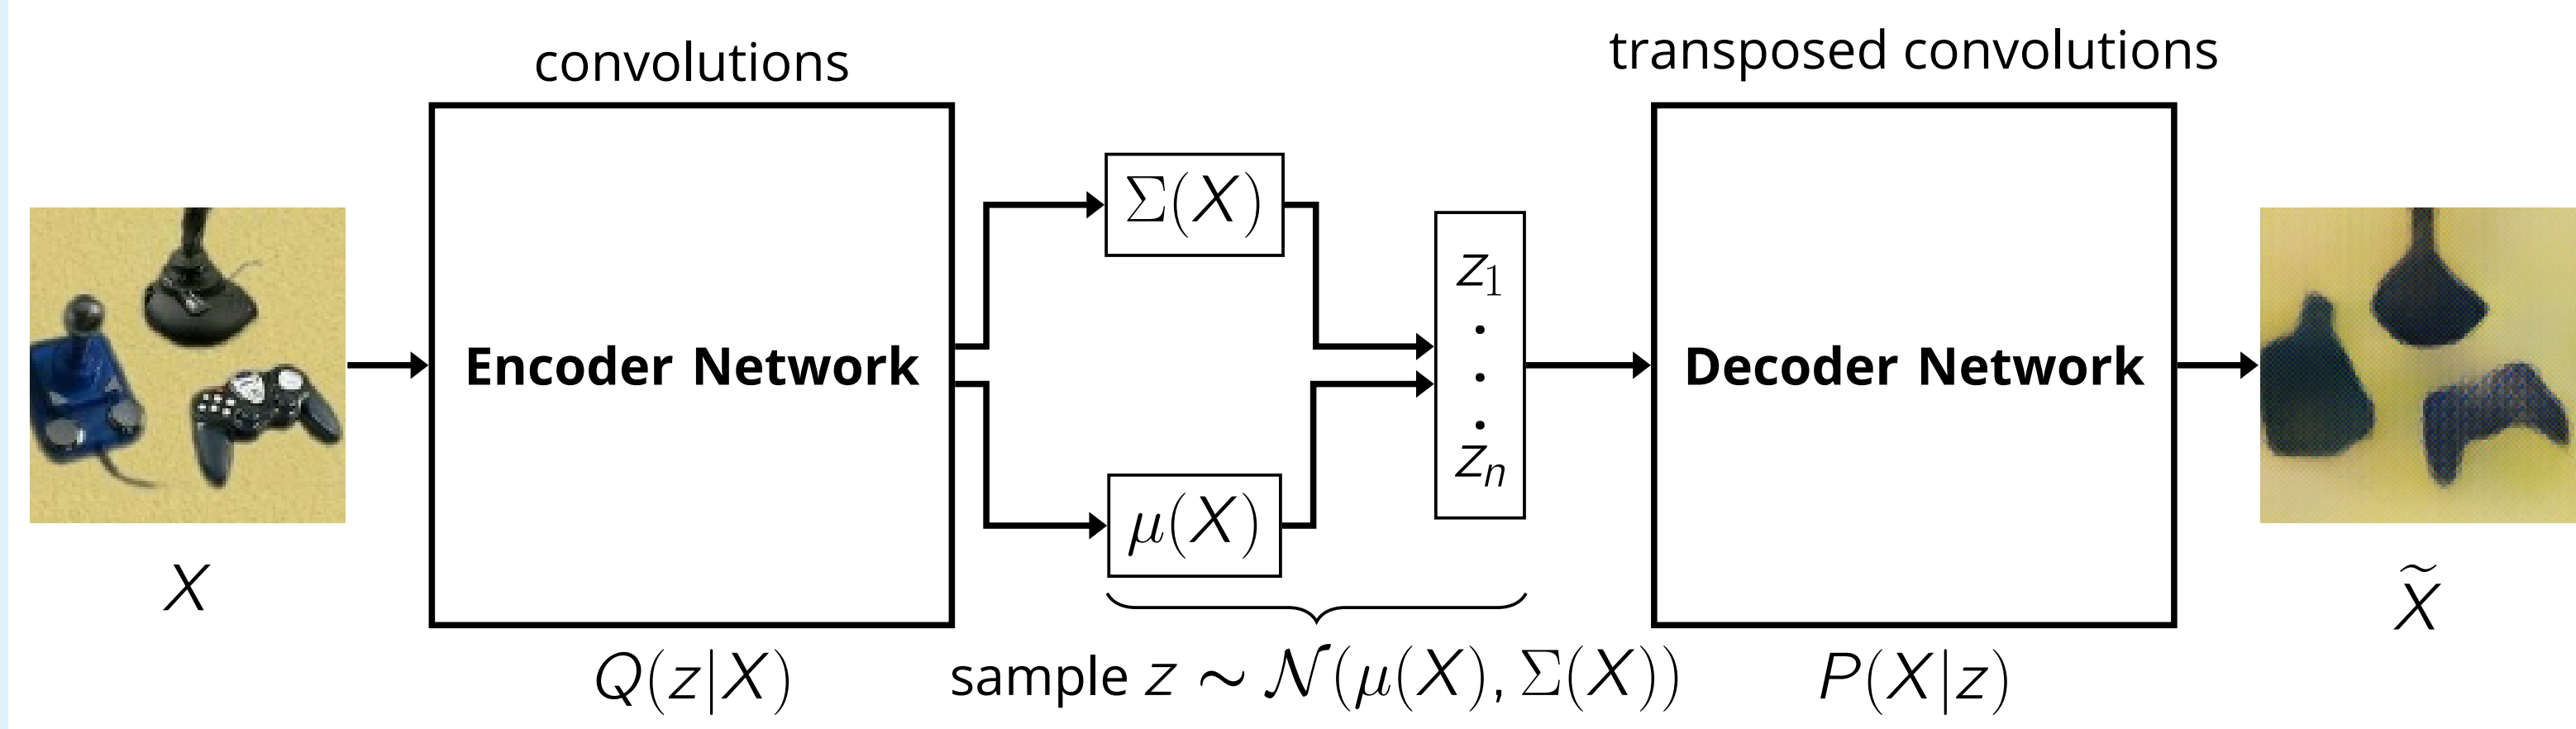 convolutions
transposed convolutions
Encoder Network
Σ(X)
μ(X)
z₁
.
.
.
zₙ
Decoder Network
X
X̃
Q(z|X)
sample z ∼ 𝒩(μ(X), Σ(X))
P(X|z)